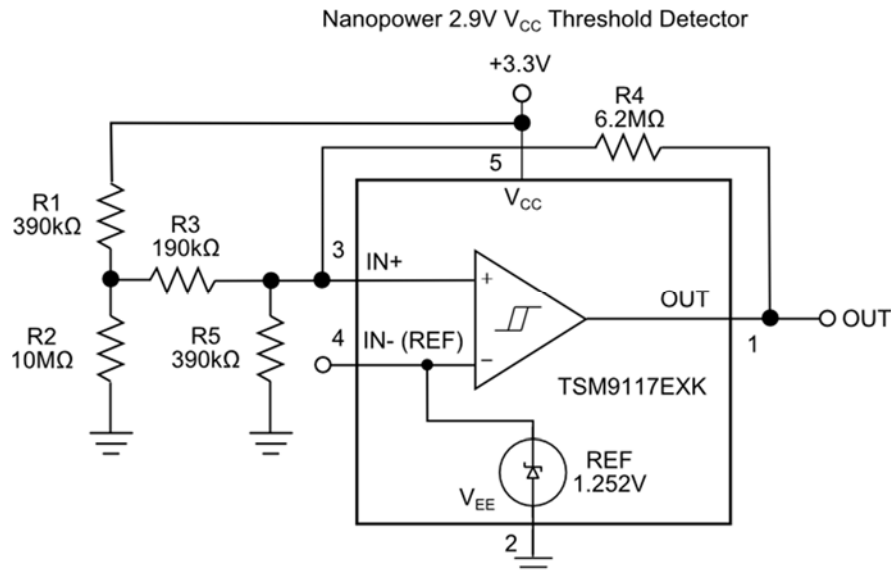 Nanopower 2.9V VCC Threshold Detector
+3.3V
R4
6.2MΩ
5
VCC
R1
390kΩ
R3
190kΩ
3
IN+
+
R2
10MΩ
R5
390kΩ
4
IN- (REF)
−
OUT
1
OUT
TSM9117EXK
REF
1.252V
VEE
2